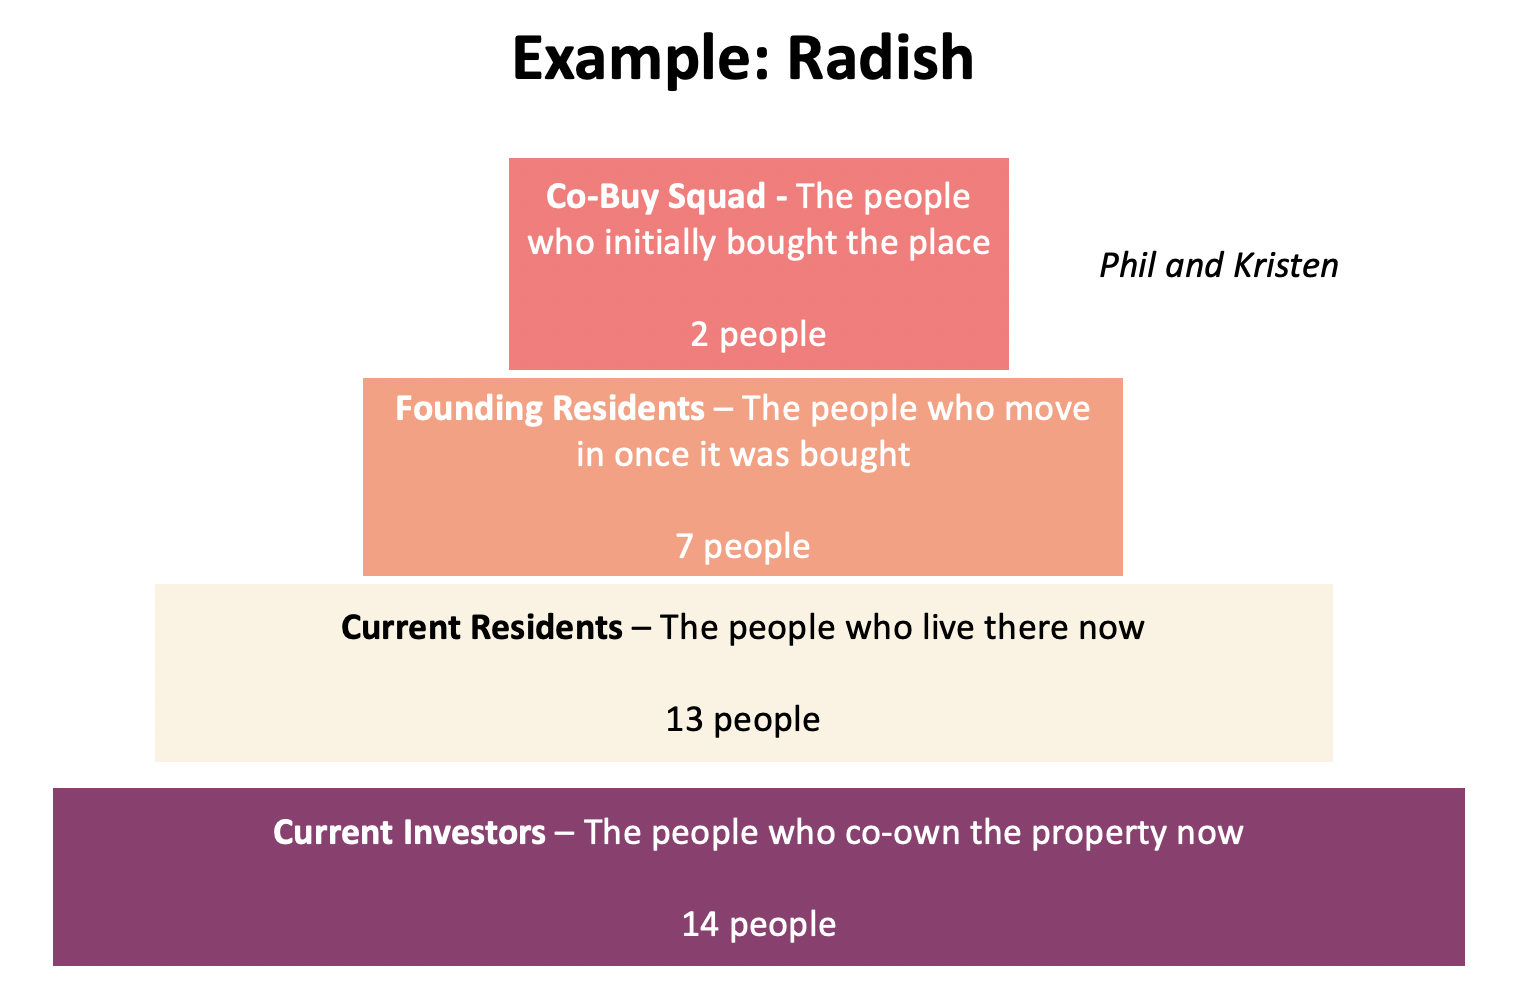 Example: Radish
Co-Buy Squad - The people
who initially bought the place
2 people
Phil and Kristen
Founding Residents – The people who move
in once it was bought
7 people
Current Residents – The people who live there now
13 people
Current Investors – The people who co-own the property now
14 people